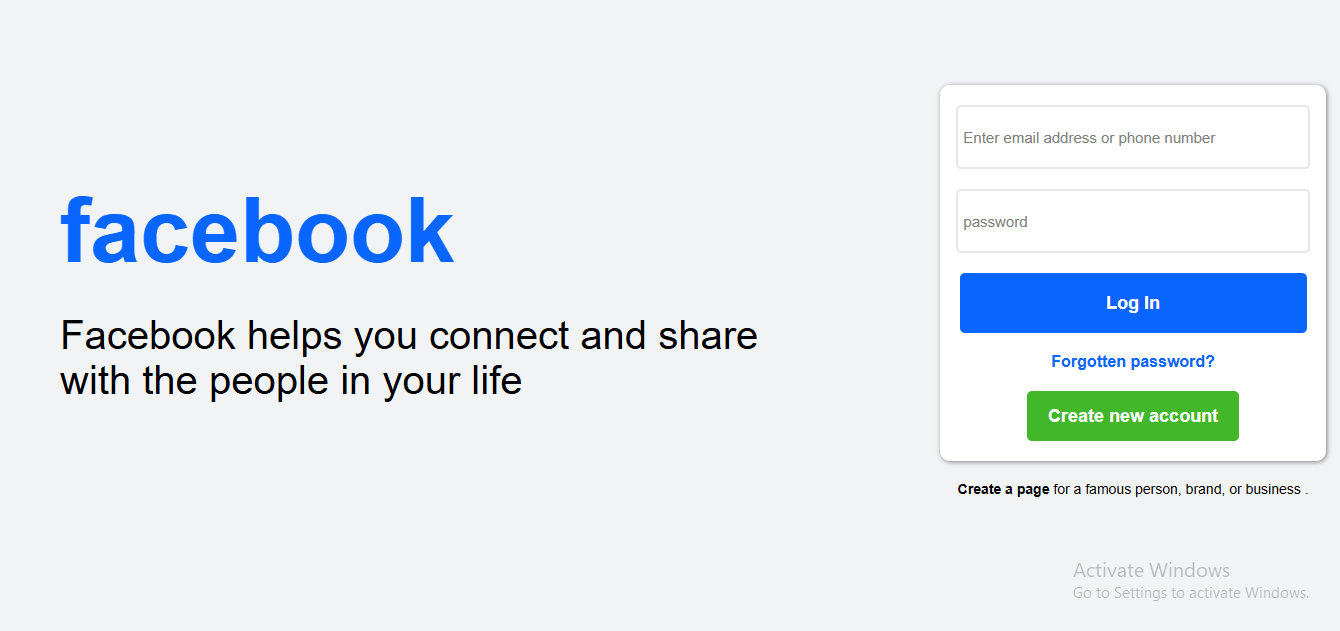 facebook
Facebook helps you connect and share
with the people in your life
Enter email address or phone number
password
Log In
Forgotten password?
Create new account
Create a page for a famous person, brand, or business .
Activate Windows
Go to Settings to activate Windows.